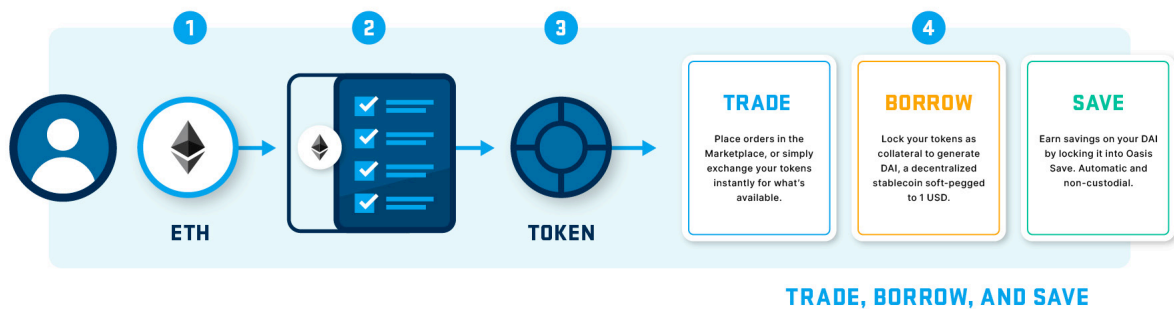 1
2
3
4
ETH
TOKEN
TRADE
Place orders in the
Marketplace, or simply
exchange your tokens
instantly for what's
available.
BORROW
Lock your tokens as
collateral to generate
DAI, a decentralized
stablecoin soft-pegged
to 1 USD.
SAVE
Earn savings on your DAI
by locking it into Oasis
Save. Automatic and
non-custodial.
TRADE, BORROW, AND SAVE